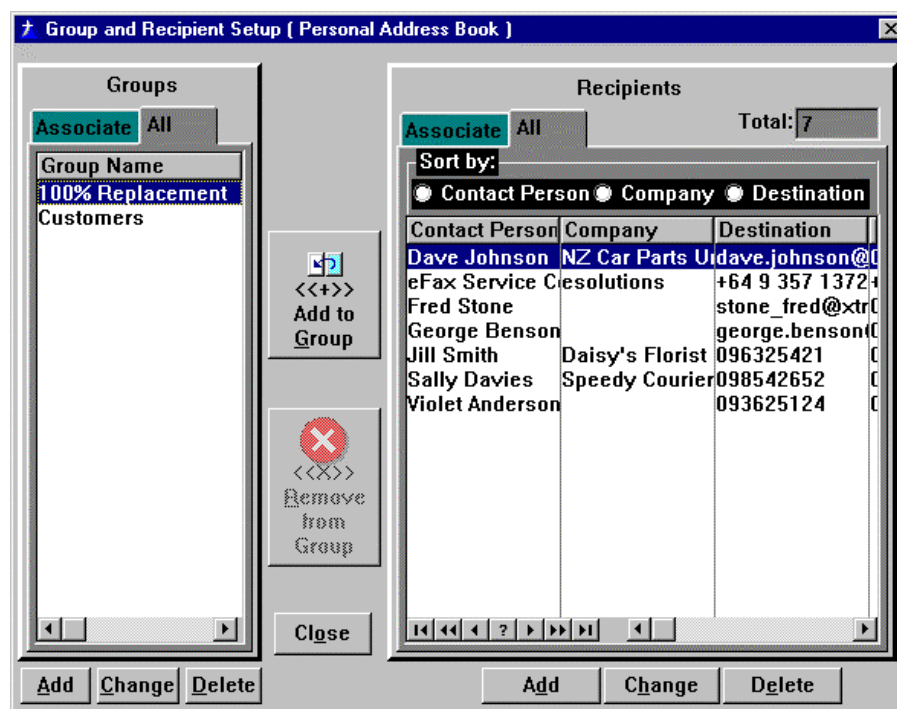 Group and Recipient Setup ( Personal Address Book )
Groups
Associate All
Group Name
100% Replacement
Customers
<<+>>
Add to
Group
<<X>>
Remove
from
Group
Close
Add Change Delete
Recipients
Associate All Total: 7
Sort by:
Contact Person Company Destination
Contact Person Company Destination
Dave Johnson NZ Car Parts dave.johnson@
eFax Service esolutions +64 9 357 1372
Fred Stone stone_fred@xtr
George Benson george.benson
Jill Smith Daisy's Florist 096325421
Sally Davies Speedy Courier 098542652
Violet Anderson 093625124
?
Add Change Delete